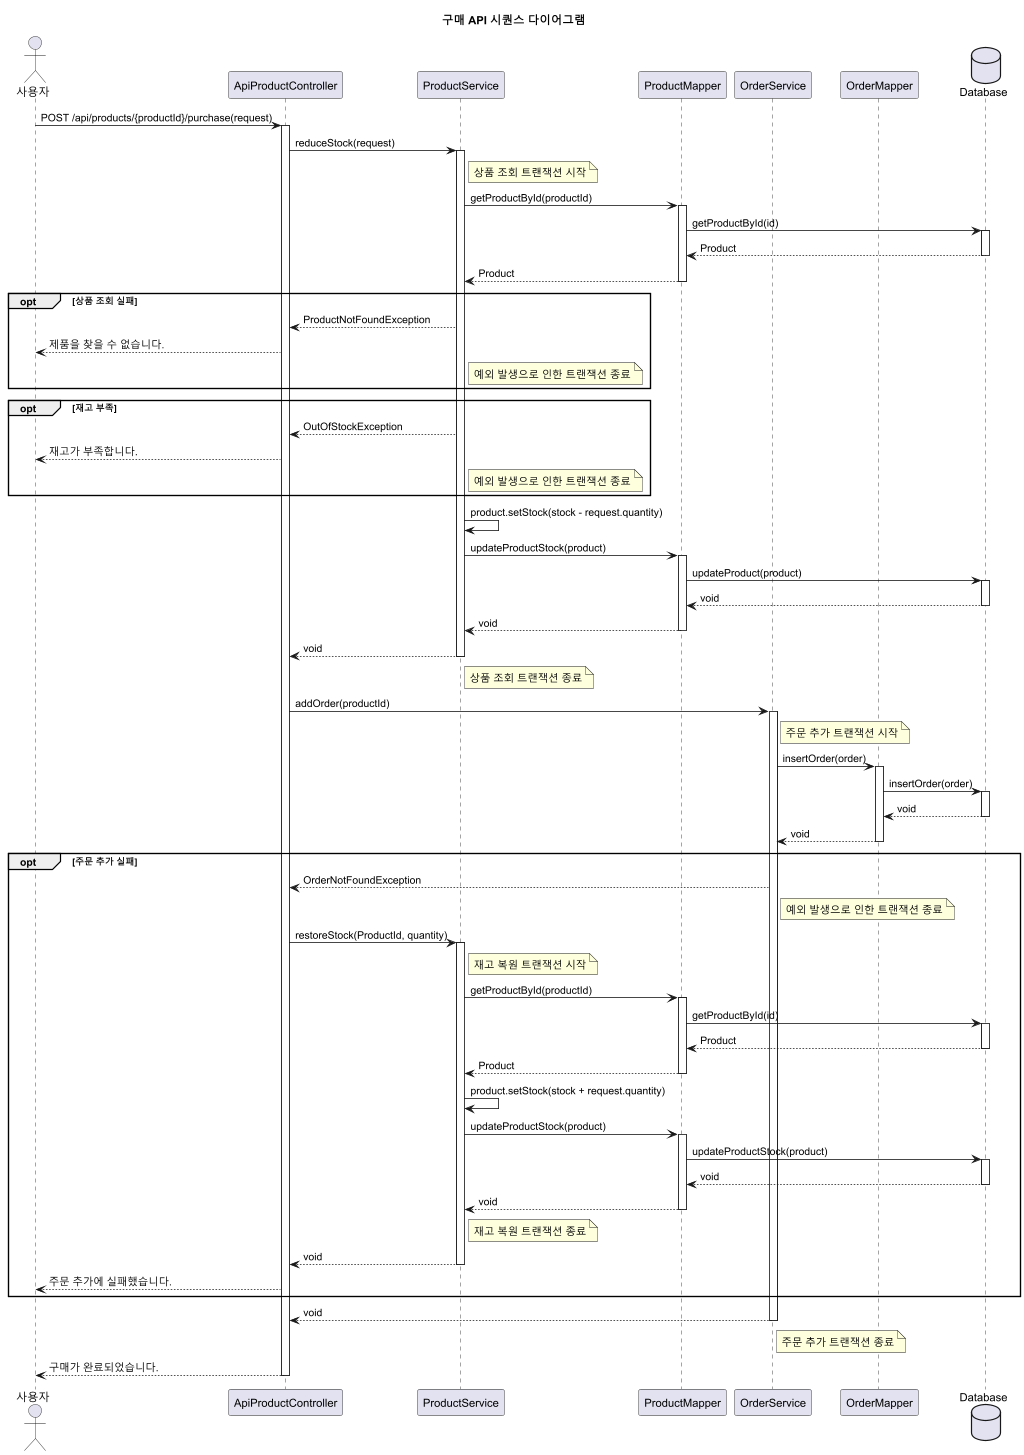 구매 API 시퀀스 다이어그램
사용자
ApiProductController
ProductService
ProductMapper
OrderService
OrderMapper
Database
POST /api/products/{productId}/purchase(request)
reduceStock(request)
상품 조회 트랜잭션 시작
getProductById(productId)
getProductById(id)
Product
Product
opt [상품 조회 실패]
ProductNotFoundException
제품을 찾을 수 없습니다.
예외 발생으로 인한 트랜잭션 종료
opt [재고 부족]
OutOfStockException
재고가 부족합니다.
예외 발생으로 인한 트랜잭션 종료
product.setStock(stock - request.quantity)
updateProductStock(product)
updateProduct(product)
void
void
void
상품 조회 트랜잭션 종료
addOrder(productId)
주문 추가 트랜잭션 시작
insertOrder(order)
insertOrder(order)
void
void
opt [주문 추가 실패]
OrderNotFoundException
예외 발생으로 인한 트랜잭션 종료
restoreStock(ProductId, quantity)
재고 복원 트랜잭션 시작
getProductById(productId)
getProductById(id)
Product
Product
product.setStock(stock + request.quantity)
updateProductStock(product)
updateProductStock(product)
void
void
재고 복원 트랜잭션 종료
void
주문 추가에 실패했습니다.
void
주문 추가 트랜잭션 종료
구매가 완료되었습니다.
사용자
ApiProductController
ProductService
ProductMapper
OrderService
OrderMapper
Database